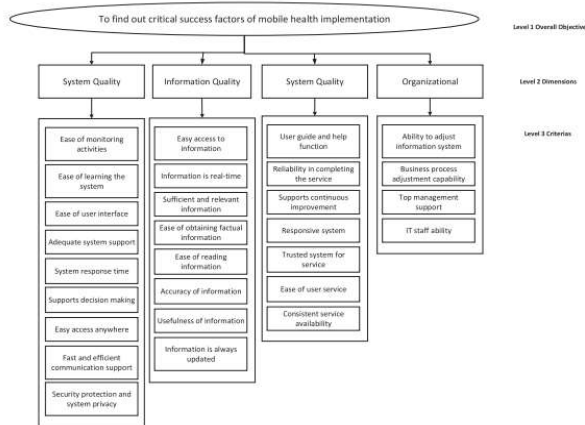 To find out critical success factors of mobile health implementation
Level 1 Overall Objective
System Quality
Information Quality
System Quality
Organizational
Level 2 Dimensions
Level 3 Criterias
Ease of monitoring
activities
Ease of learning the
system
Ease of user interface
Adequate system support
System response time
Supports decision making
Easy access anywhere
Fast and efficient
communication support
Security protection and
system privacy
Easy access to
information
Information is real-time
Sufficient and relevant
information
Ease of obtaining factual
information
Ease of reading
information
Accuracy of information
Usefulness of information
Information is always
updated
User guide and help
function
Reliability in completing
the service
Supports continuous
improvement
Responsive system
Trusted system for
service
Ease of user service
Consistent service
availability
Ability to adjust
information system
Business process
adjustment capability
Top management
support
IT staff ability